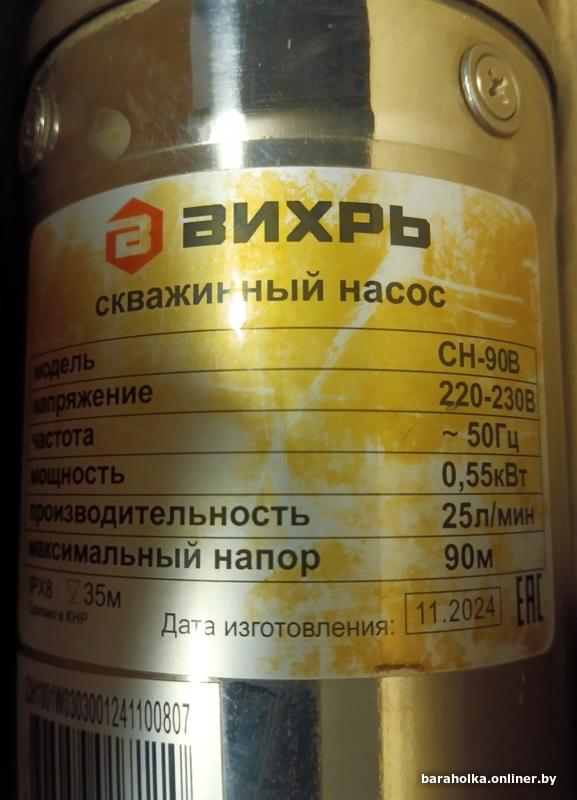 ВИХРЬ
скважинный насос
модель СН-90В
напряжение 220-230В
частота ~ 50Гц
мощность 0,55кВт
производительность 25л/мин
максимальный напор 90м
IPX8 35м
Сделано в КНР
Дата изготовления: 11.2024 EAC
baraholka.onliner.by